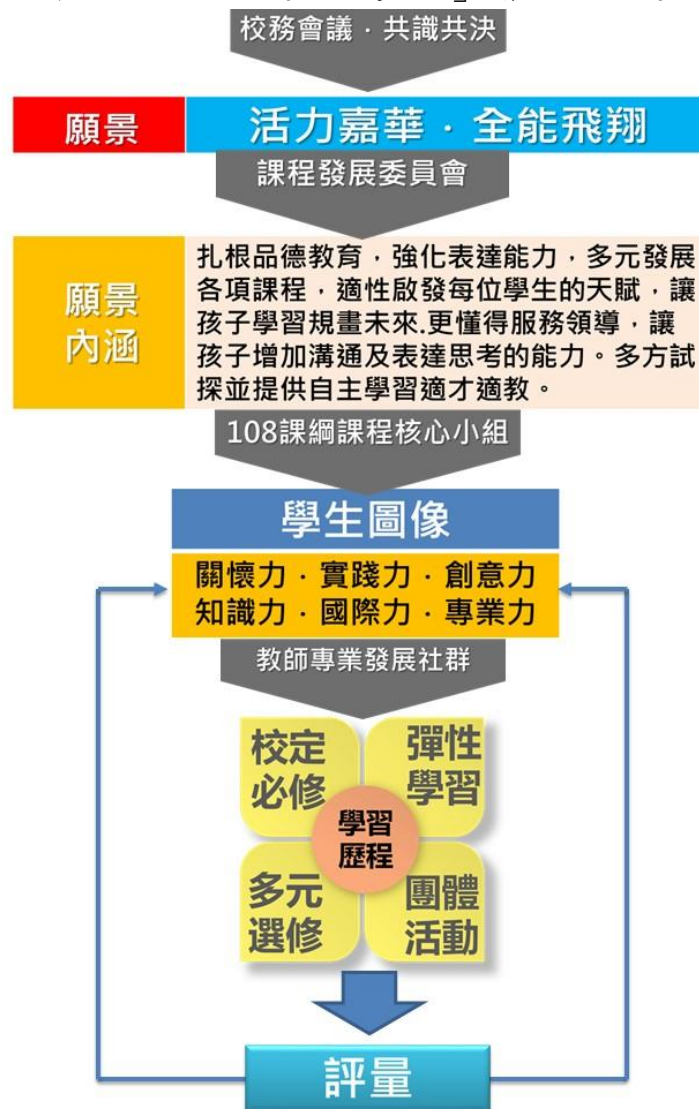 校務會議・共識共決
願景
活力嘉華・全能飛翔
課程發展委員會
願景
內涵
扎根品德教育，強化表達能力，多元發展
各項課程，適性啟發每位學生的天賦，讓
孩子學習規畫未來.更懂得服務領導，讓
孩子增加溝通及表達思考的能力。多方試
探並提供自主學習適才適教。
108課綱課程核心小組
學生圖像
關懷力・實踐力・創意力
知識力・國際力・專業力
教師專業發展社群
校定
必修
彈性
學習
學習
歷程
多元
選修
團體
活動
評量